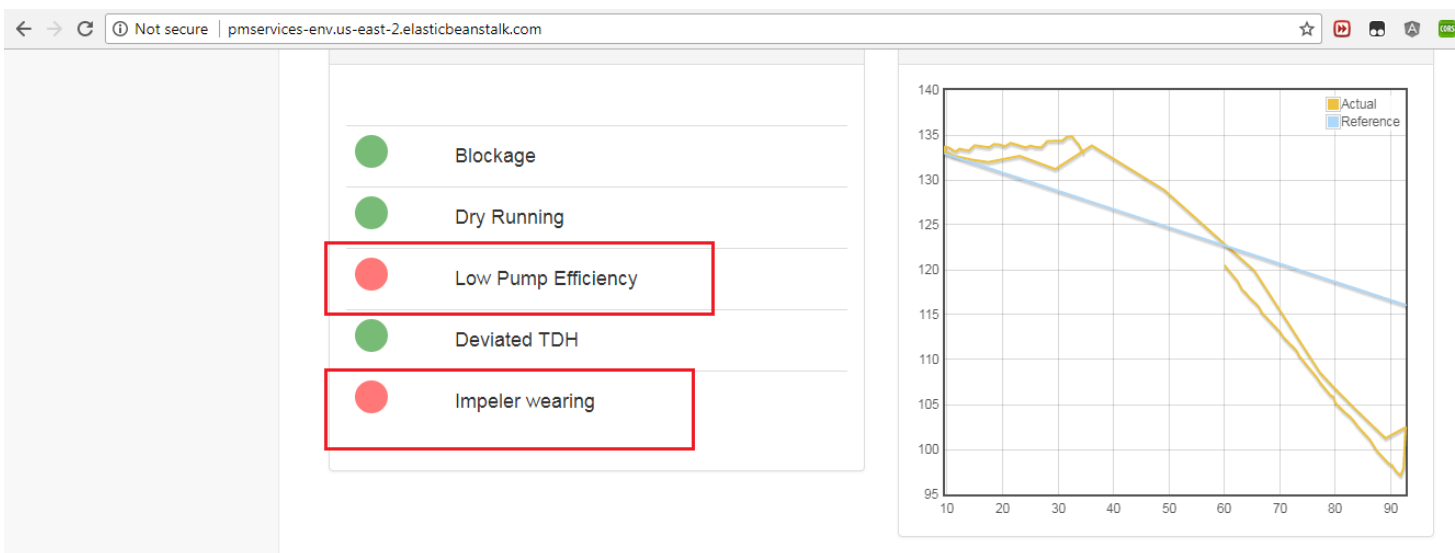 Not secure | pmservices-env.us-east-2.elasticbeanstalk.com
CORS
Blockage
Dry Running
Low Pump Efficiency
Deviated TDH
Impeler wearing
Actual
Reference
140
135
130
125
120
115
110
105
100
95
10 20 30 40 50 60 70 80 90